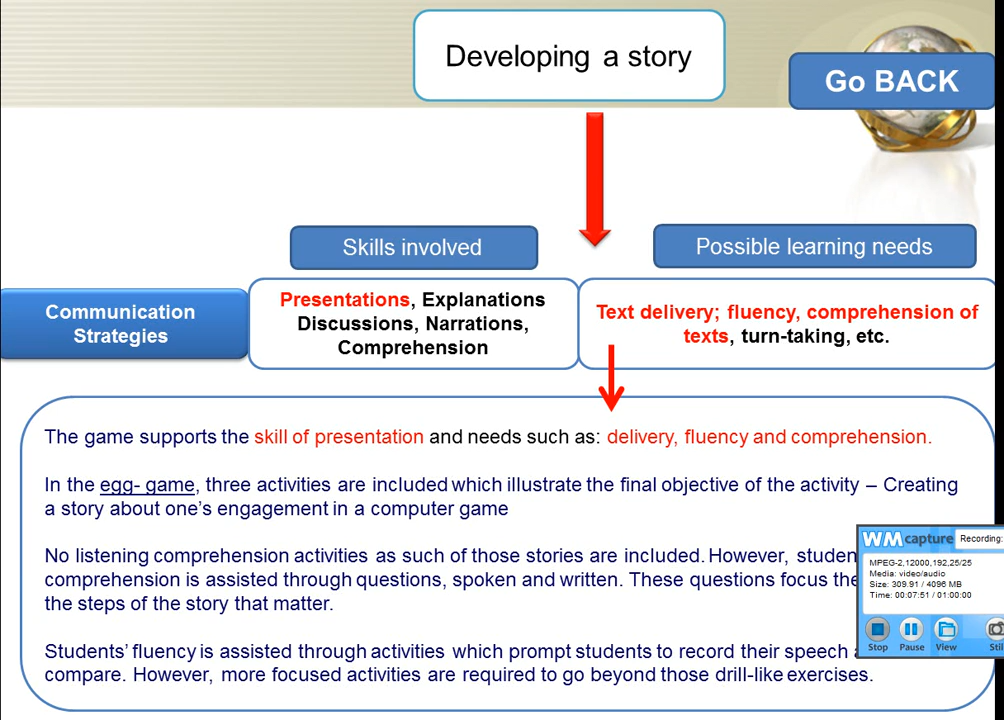 Developing a story
Go BACK
Skills involved
Possible learning needs
Communication
Strategies
Presentations, Explanations
Discussions, Narrations,
Comprehension
Text delivery; fluency, comprehension of
texts, turn-taking, etc.
The game supports the skill of presentation and needs such as: delivery, fluency and comprehension.
In the egg- game, three activities are included which illustrate the final objective of the activity – Creating
a story about one's engagement in a computer game
No listening comprehension activities as such of those stories are included. However, studen
comprehension is assisted through questions, spoken and written. These questions focus the
the steps of the story that matter.
Students' fluency is assisted through activities which prompt students to record their speech
compare. However, more focused activities are required to go beyond those drill-like exercises.
WM capture
Recording:
MPEG-2,12000,192,25/25
Media: video/audio
Size: 309.91 / 4096 MB
Time: 00:07:51 / 01:00:00
Stop Pause View Stil